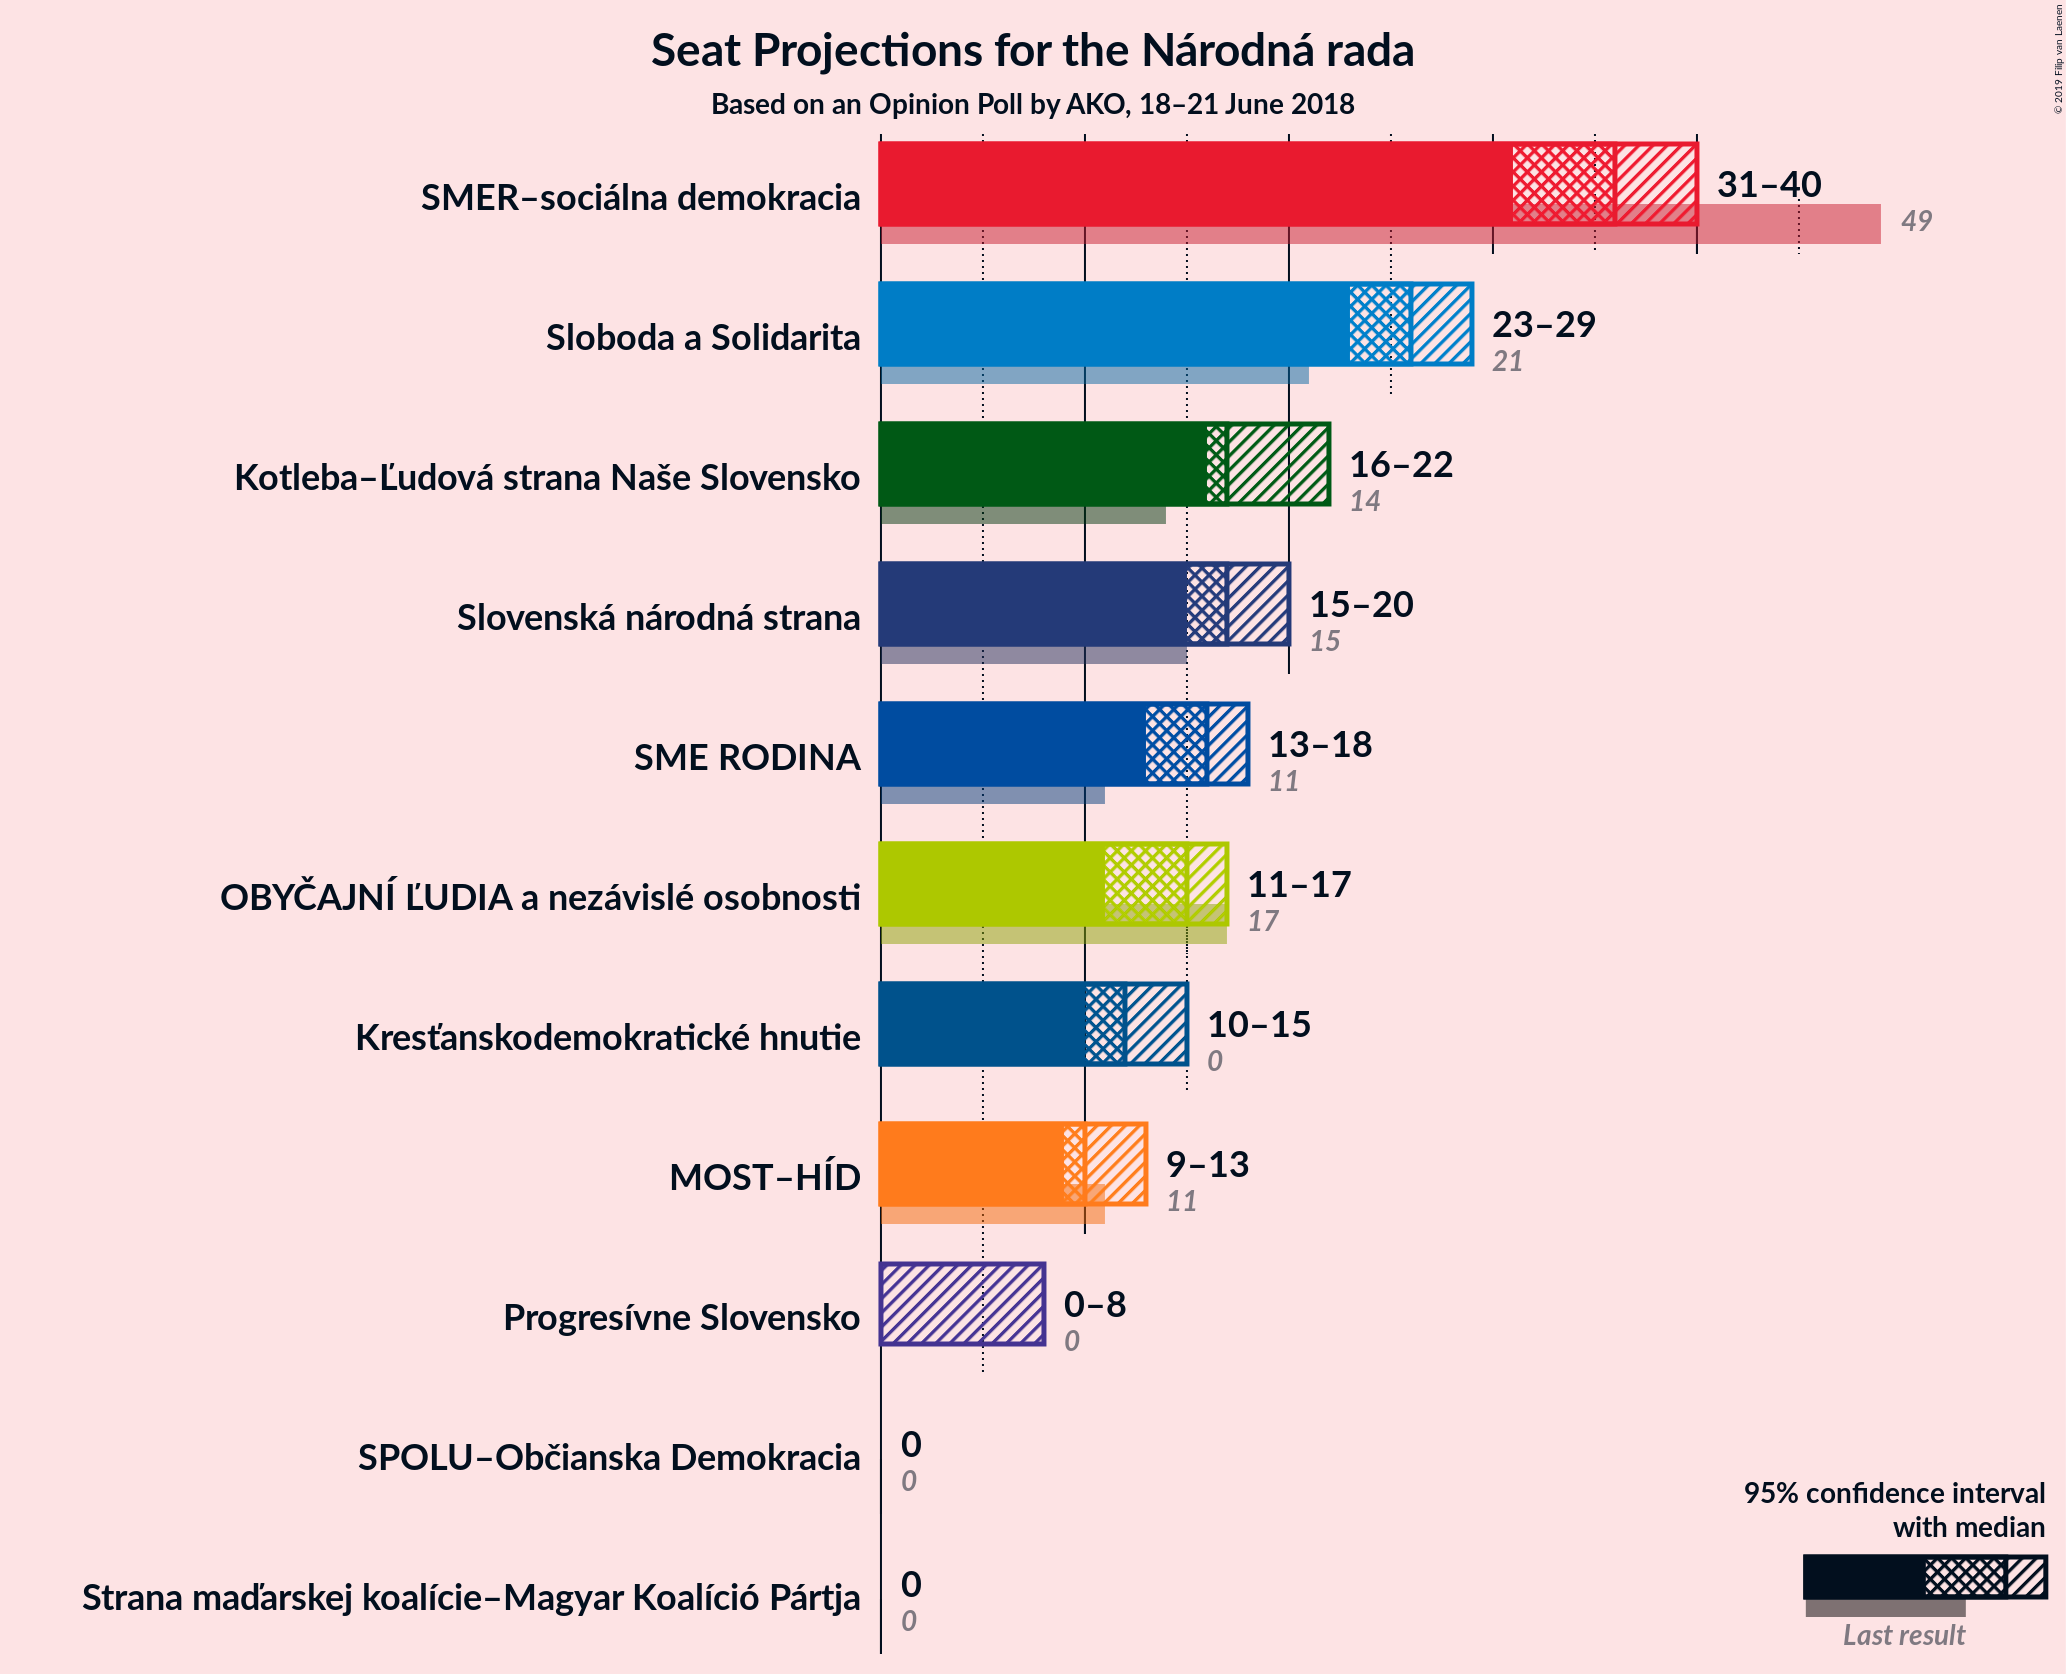 Seat Projections for the Národná rada
Based on an Opinion Poll by AKO, 18–21 June 2018
© 2019 Filip van Laenen
SMER–sociálna demokracia
31–40
49
Sloboda a Solidarita
23–29
21
Kotleba–Ľudová strana Naše Slovensko
16–22
14
Slovenská národná strana
15–20
15
SME RODINA
13–18
11
OBYČAJNÍ ĽUDIA a nezávislé osobnosti
11–17
17
Kresťanskodemokratické hnutie
10–15
0
MOST–HÍD
9–13
11
Progresívne Slovensko
0–8
0
SPOLU–Občianska Demokracia
0
0
Strana maďarskej koalície–Magyar Koalíció Pártja
0
0
95% confidence interval
with median
Last result